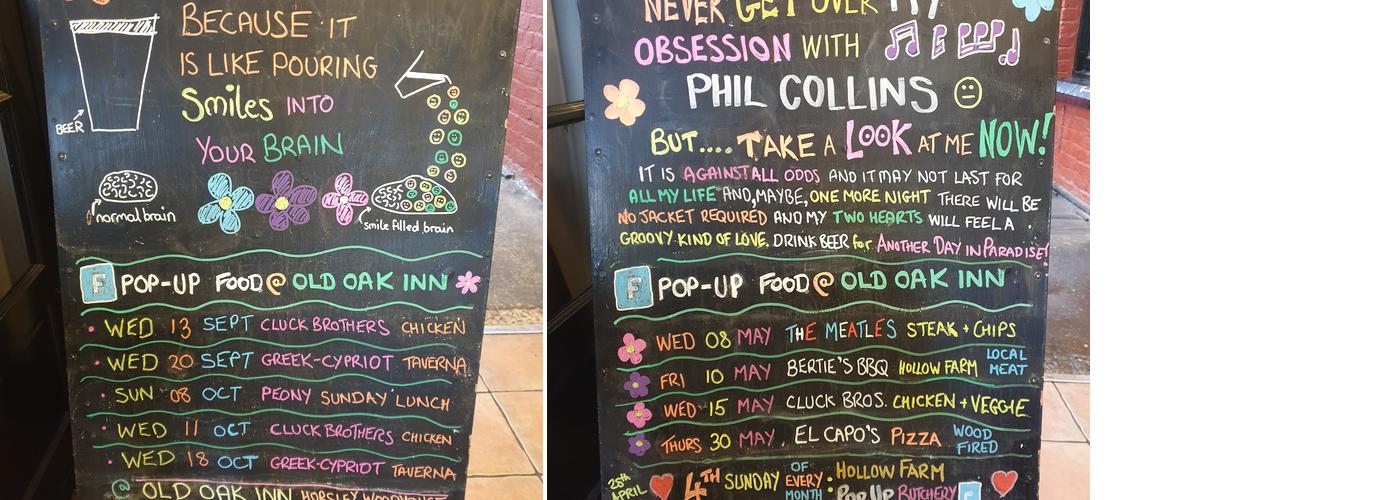 BECAUSE IT
IS LIKE POURING
Smiles INTO
YOUR BRAIN
BEER
normal brain
smile filled brain
F POP-UP FOOD @ OLD OAK INN
WED 13 SEPT CLUCK BROTHERS CHICKEN
WED 20 SEPT GREEK-CYPRIOT TAVERNA
SUN 08 OCT PEONY SUNDAY LUNCH
WED 11 OCT CLUCK BROTHERS CHICKEN
WED 18 OCT GREEK-CYPRIOT TAVERNA
@ OLD OAK INN HORSLEY WOODHOUSE
NEVER GET OVER MY
OBSESSION WITH
PHIL COLLINS
BUT.... TAKE A LOOK AT ME NOW!
IT IS AGAINST ALL ODDS AND IT MAY NOT LAST FOR
ALL MY LIFE AND, MAYBE, ONE MORE NIGHT THERE WILL BE
NO JACKET REQUIRED AND MY TWO HEARTS WILL FEEL A
GROOVY KIND OF LOVE. DRINK BEER for ANOTHER DAY IN PARADISE!
F POP-UP FOOD @ OLD OAK INN
WED 08 MAY THE MEATLES STEAK + CHIPS
FRI 10 MAY BERTIE'S BBQ HOLLOW FARM LOCAL MEAT
WED 15 MAY CLUCK BROS. CHICKEN + VEGGIE
THURS 30 MAY EL CAPO'S PIZZA WOOD FIRED
28th APRIL 4TH SUNDAY OF EVERY MONTH : HOLLOW FARM
Pop Up BUTCHERY F